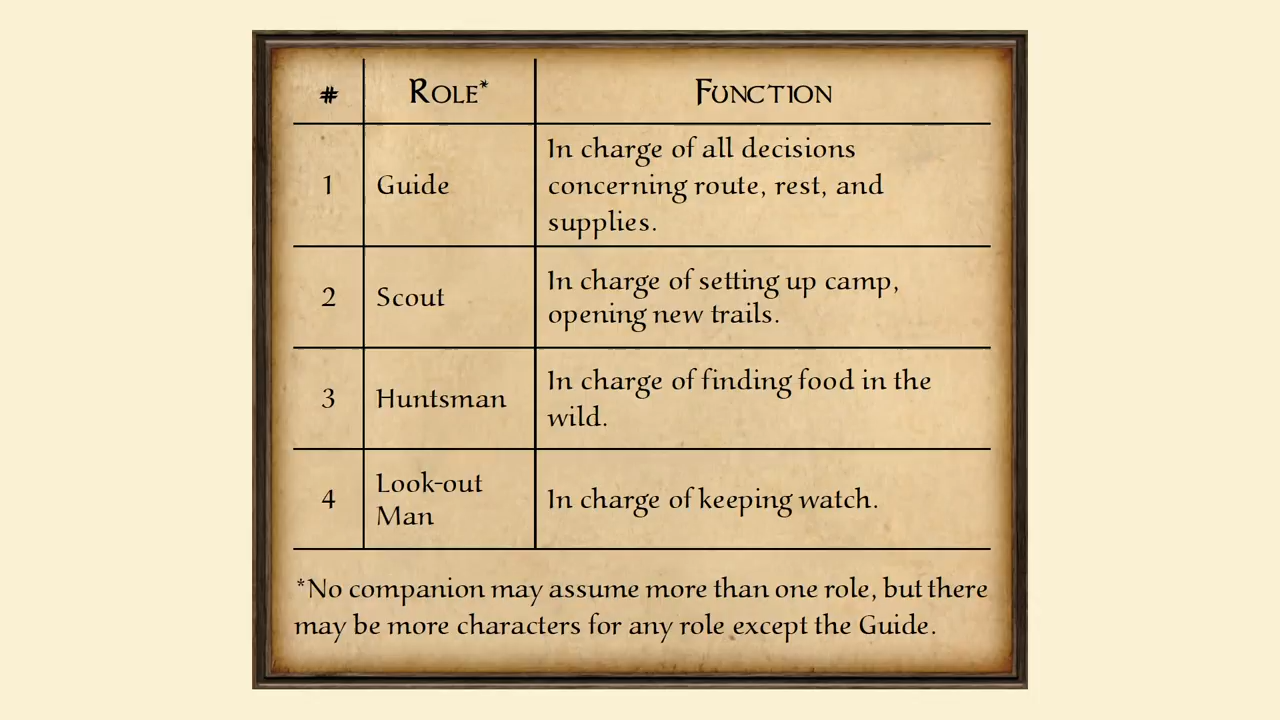 # Role* Function
1 Guide In charge of all decisions
concerning route, rest, and
supplies.
2 Scout In charge of setting up camp,
opening new trails.
3 Huntsman In charge of finding food in the
wild.
4 Look-out
Man In charge of keeping watch.
*No companion may assume more than one role, but there
may be more characters for any role except the Guide.